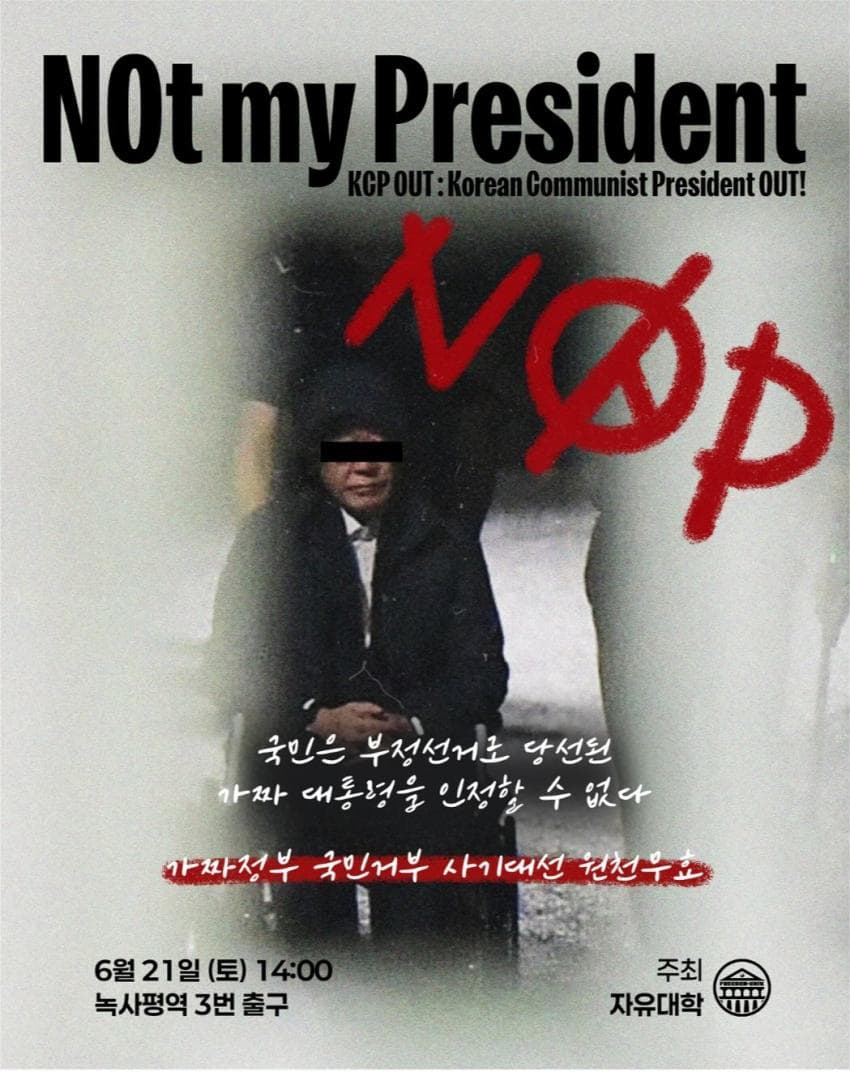 NOt my President
KCP OUT : Korean Communist President OUT!
NOP
국민은 부정선거로 당선된
가짜 대통령을 인정할 수 없다
가짜정부 국민거부 사기대선 원천무효
6월 21일 (토) 14:00
녹사평역 3번 출구
주최
자유대학